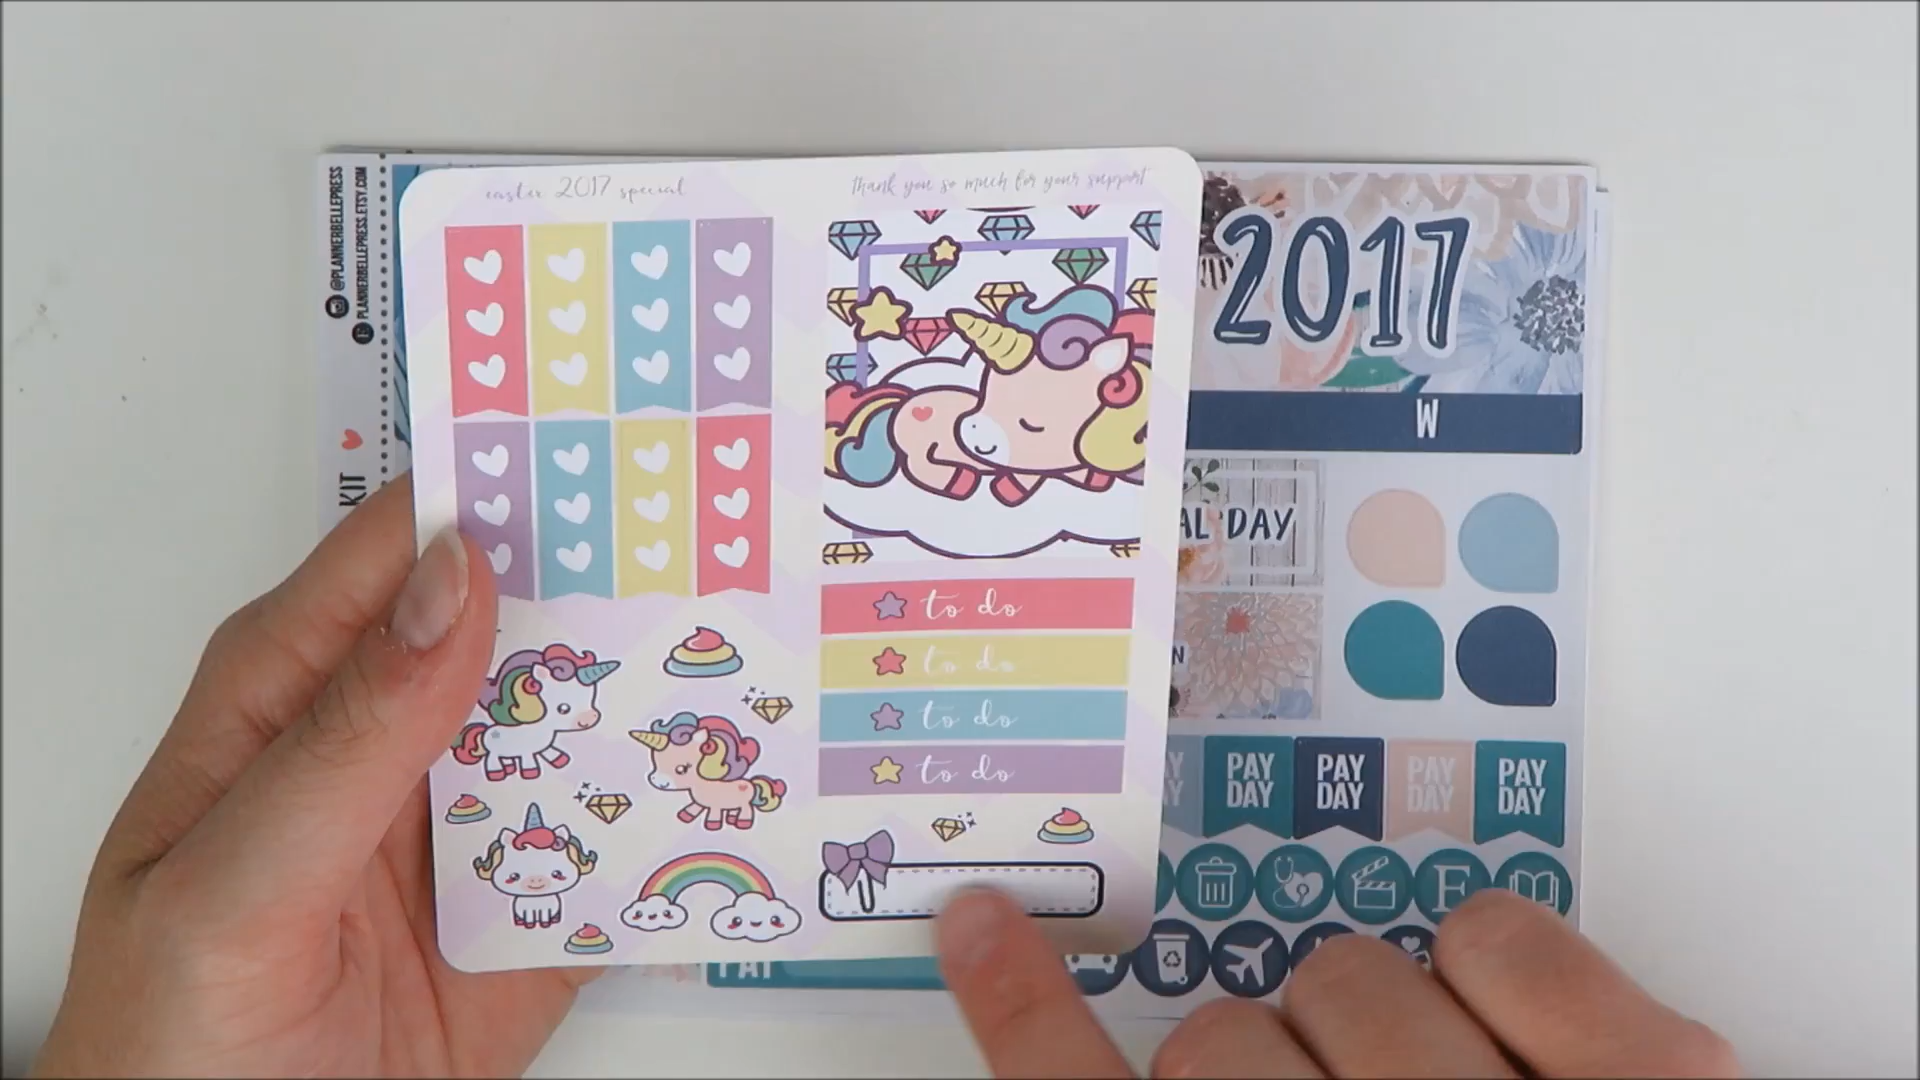 @PLANNERBELLEPRESS
PLANNERBELLEPRESS.ETSY.COM
KIT
easter 2017 special
thank you so much for your support
to do
to do
to do
to do
2017
W
DAY
PAY DAY
PAY DAY
PAY DAY
PAY DAY
E
PAY